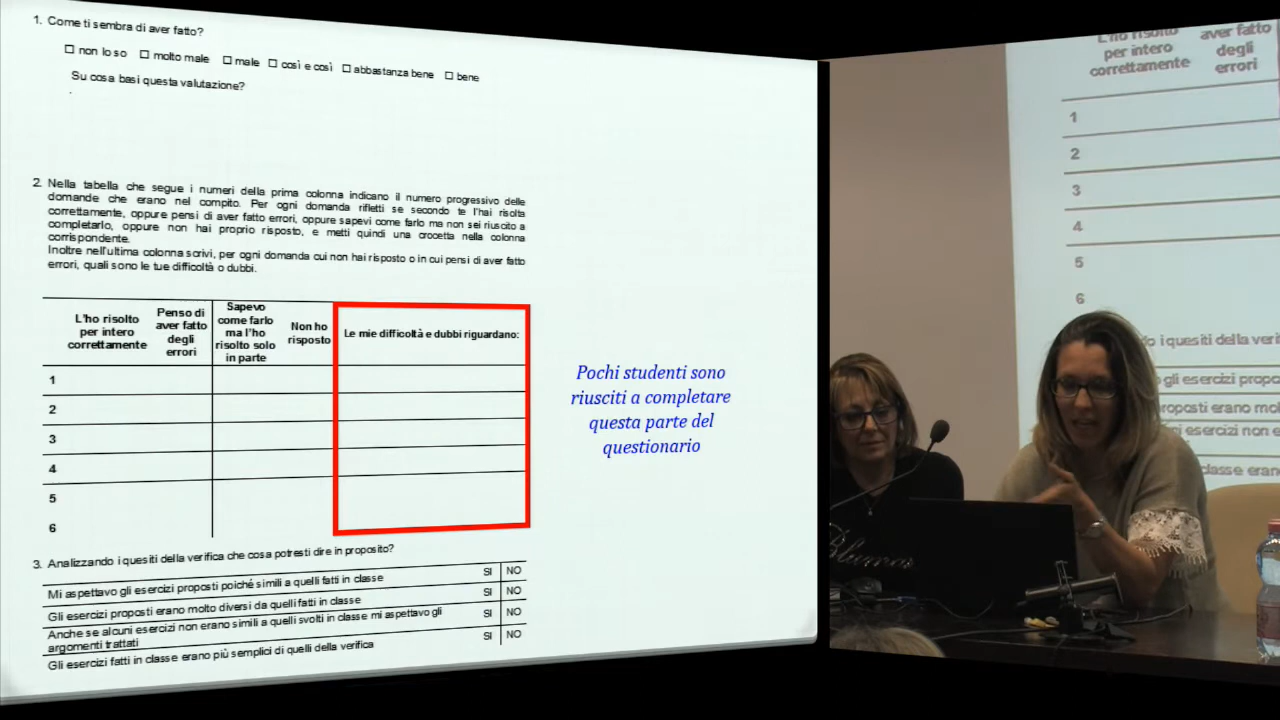 1. Come ti sembra di aver fatto?
☐ non lo so ☐ molto male ☐ male ☐ così e così ☐ abbastanza bene ☐ bene
Su cosa basi questa valutazione?
2. Nella tabella che segue i numeri della prima colonna indicano il numero progressivo delle
domande che erano nel compito. Per ogni domanda rifletti se secondo te l'hai risolta
correttamente, oppure pensi di aver fatto errori, oppure sapevi come farlo ma non sei riuscito a
completarlo, oppure non hai proprio risposto, e metti quindi una crocetta nella colonna
corrispondente.
Inoltre nell'ultima colonna scrivi, per ogni domanda cui non hai risposto o in cui pensi di aver fatto
errori, quali sono le tue difficoltà o dubbi.
L'ho risolto
per intero
correttamente
Penso di
aver fatto
degli
errori
Sapevo
come farlo
ma l'ho
risolto solo
in parte
Non ho
risposto
Le mie difficoltà e dubbi riguardano:
1
2
3
4
5
6
Pochi studenti sono
riusciti a completare
questa parte del
questionario
3. Analizzando i quesiti della verifica che cosa potresti dire in proposito?
Mi aspettavo gli esercizi proposti poiché simili a quelli fatti in classe SI NO
Gli esercizi proposti erano molto diversi da quelli fatti in classe SI NO
Anche se alcuni esercizi non erano simili a quelli svolti in classe mi aspettavo gli
argomenti trattati SI NO
Gli esercizi fatti in classe erano più semplici di quelli della verifica SI NO
L'ho risolto
per intero
correttamente
aver fatto
degli
errori
1
2
3
4
5
6
i quesiti della
gli esercizi
erano
esercizi non